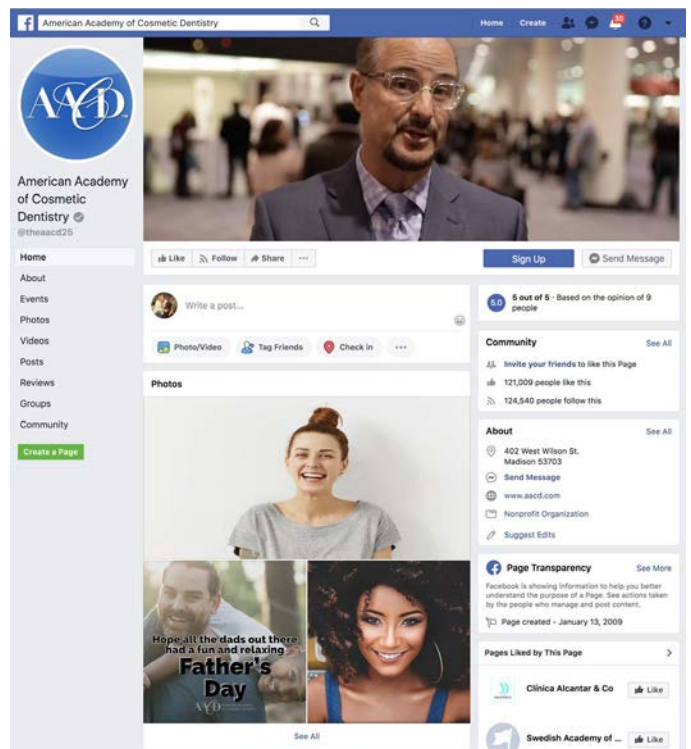 American Academy of Cosmetic Dentistry
Home
Create
30
AACD
American Academy
of Cosmetic
Dentistry
@theaacd25
Home
About
Events
Photos
Videos
Posts
Reviews
Groups
Community
Create a Page
Like
Follow
Share
Sign Up
Send Message
Write a post...
Photo/Video
Tag Friends
Check in
Photos
Hope all the dads out there
had a fun and relaxing
Father's
Day
AACD
See All
5.0
5 out of 5 · Based on the opinion of 9
people
Community
See All
Invite your friends to like this Page
121,009 people like this
124,540 people follow this
About
See All
402 West Wilson St.
Madison 53703
Send Message
www.aacd.com
Nonprofit Organization
Suggest Edits
Page Transparency
See More
Facebook is showing information to help you better
understand the purpose of a Page. See actions taken
by the people who manage and post content.
Page created - January 13, 2009
Pages Liked by This Page
Clínica Alcantar & Co
Like
Swedish Academy of ...
Like